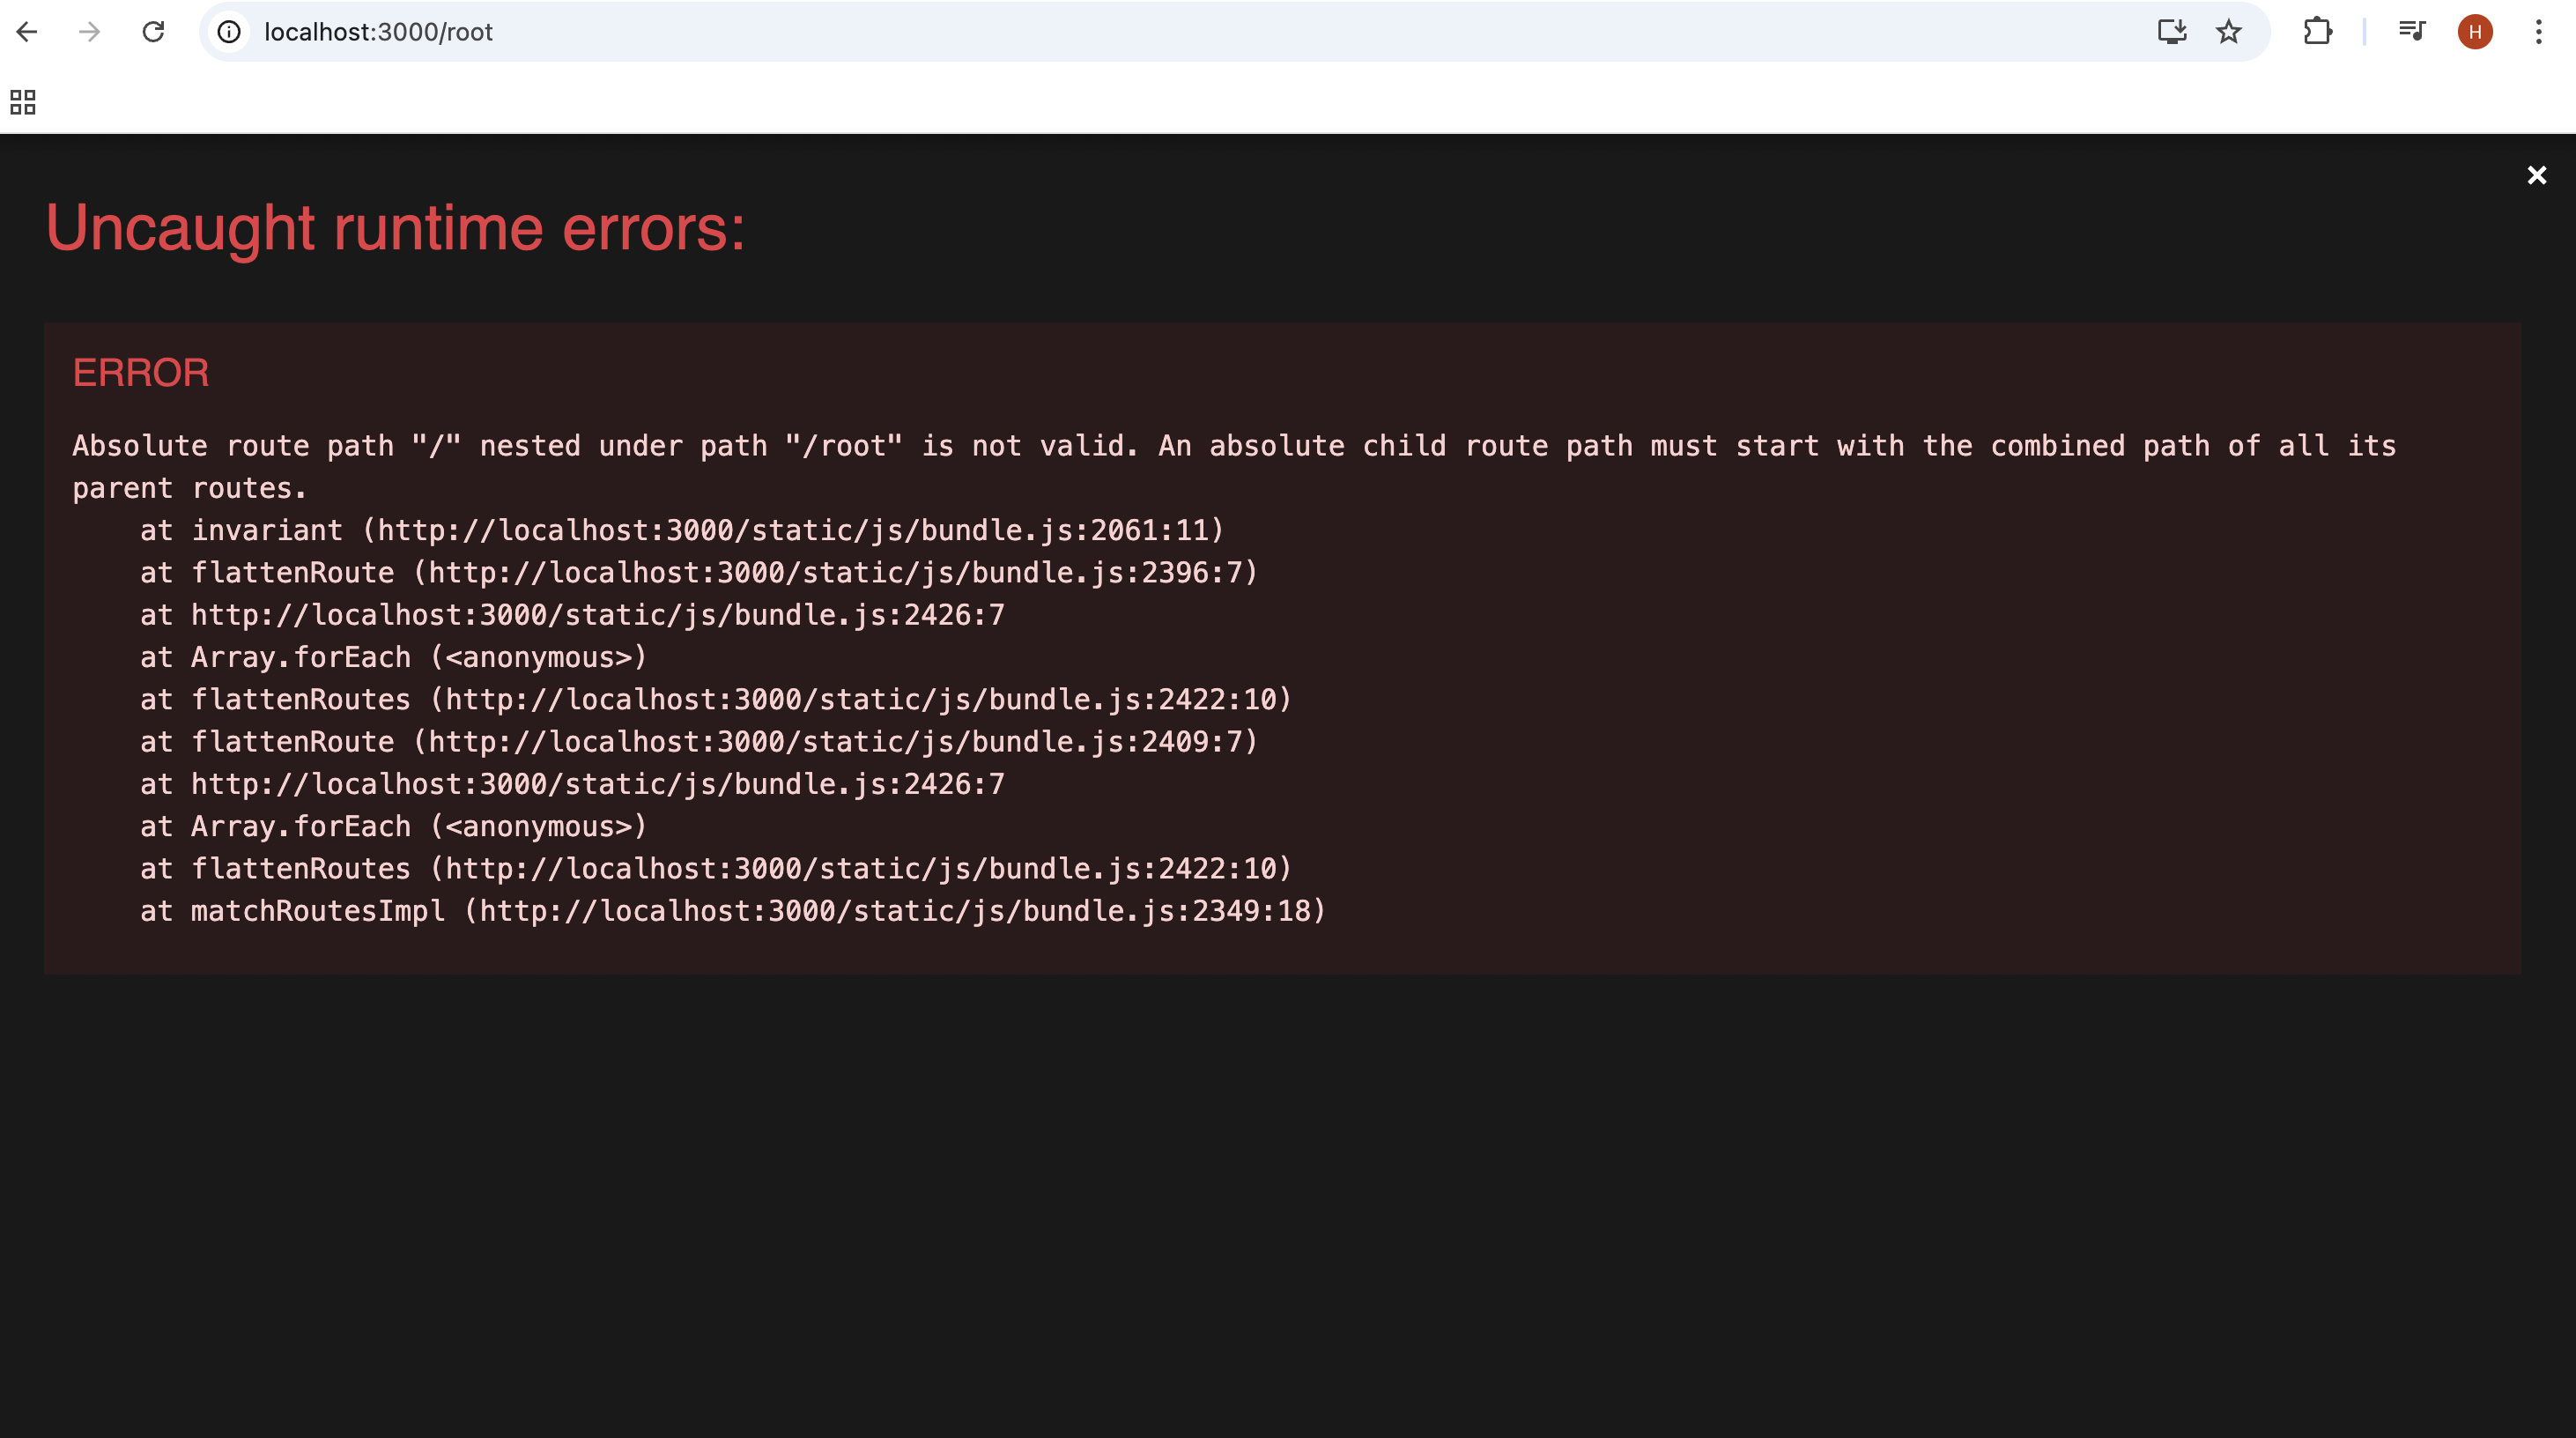 localhost:3000/root
H
Uncaught runtime errors:
ERROR
Absolute route path "/" nested under path "/root" is not valid. An absolute child route path must start with the combined path of all its
parent routes.
    at invariant (http://localhost:3000/static/js/bundle.js:2061:11)
    at flattenRoute (http://localhost:3000/static/js/bundle.js:2396:7)
    at http://localhost:3000/static/js/bundle.js:2426:7
    at Array.forEach (<anonymous>)
    at flattenRoutes (http://localhost:3000/static/js/bundle.js:2422:10)
    at flattenRoute (http://localhost:3000/static/js/bundle.js:2409:7)
    at http://localhost:3000/static/js/bundle.js:2426:7
    at Array.forEach (<anonymous>)
    at flattenRoutes (http://localhost:3000/static/js/bundle.js:2422:10)
    at matchRoutesImpl (http://localhost:3000/static/js/bundle.js:2349:18)